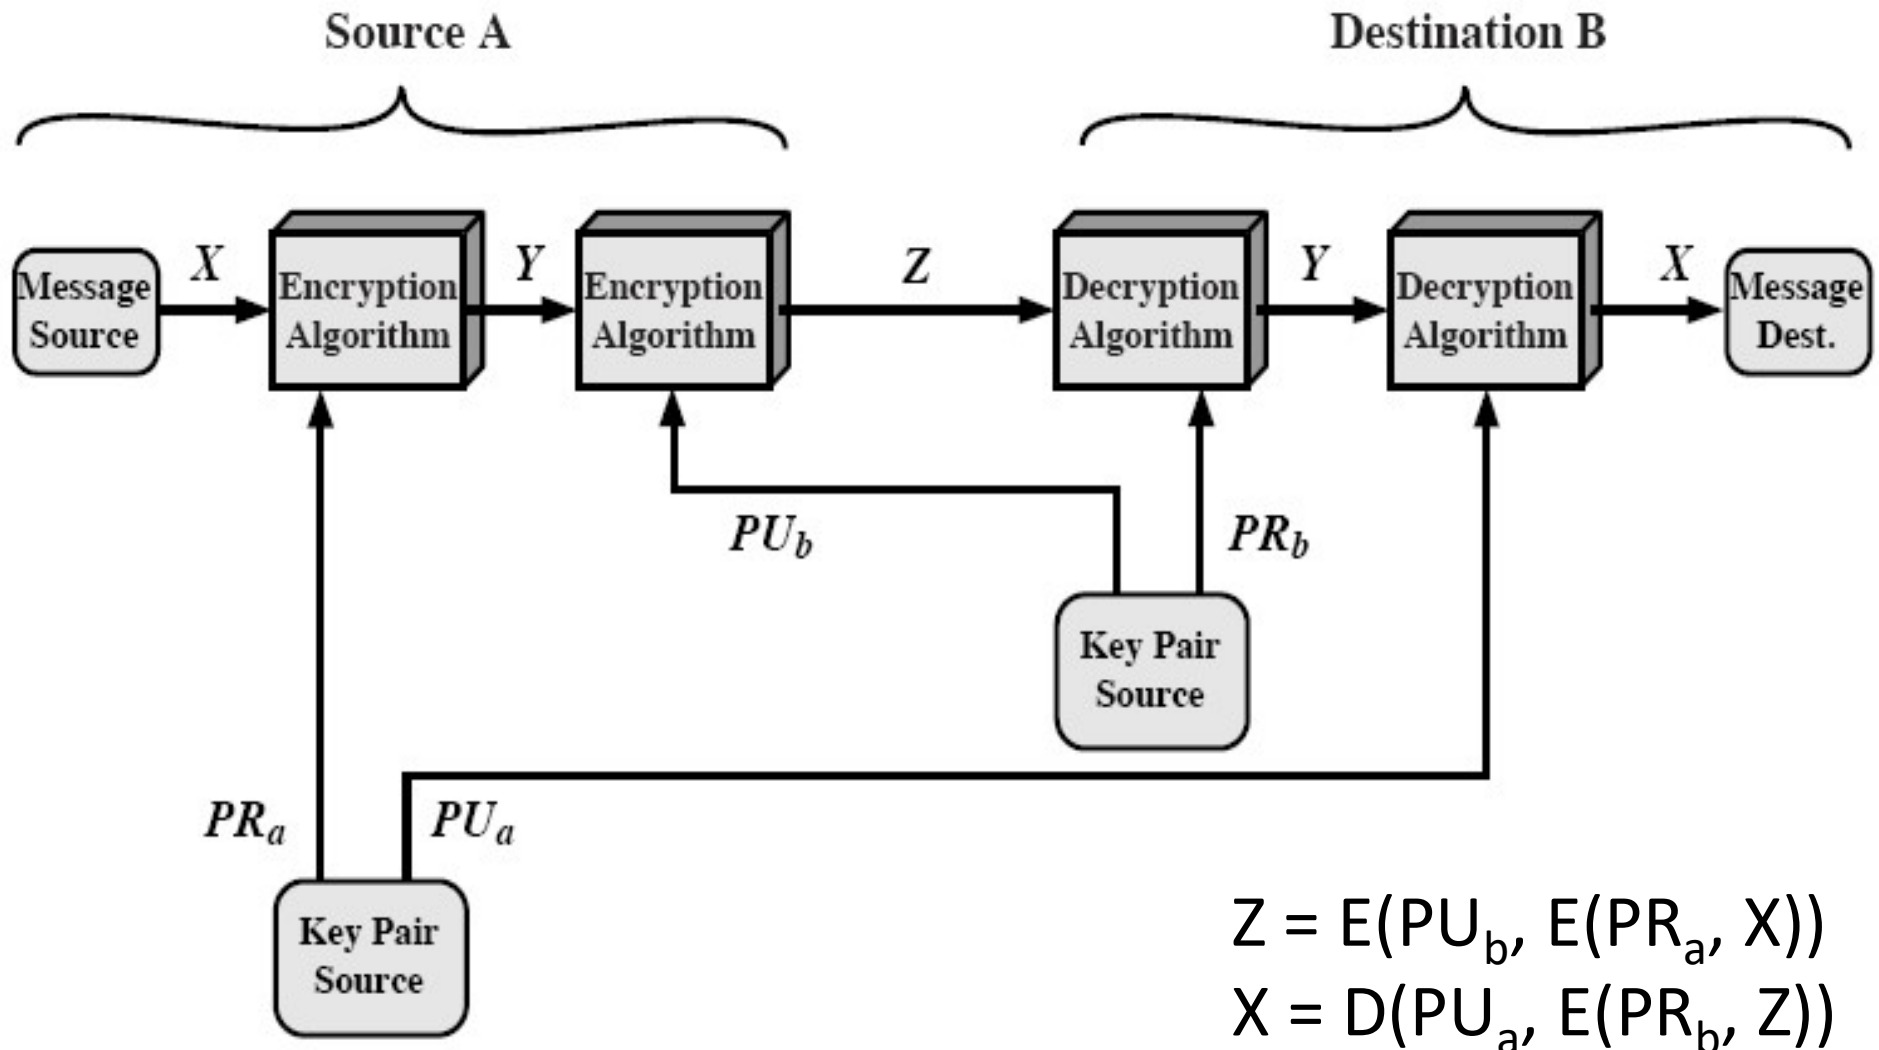 Source A
Destination B
Message
Source
X
Encryption
Algorithm
Y
Encryption
Algorithm
Z
Decryption
Algorithm
Y
Decryption
Algorithm
X
Message
Dest.
PUb
PRb
Key Pair
Source
PRa
PUa
Key Pair
Source
Z = E(PUb, E(PRa, X))
X = D(PUa, E(PRb, Z))